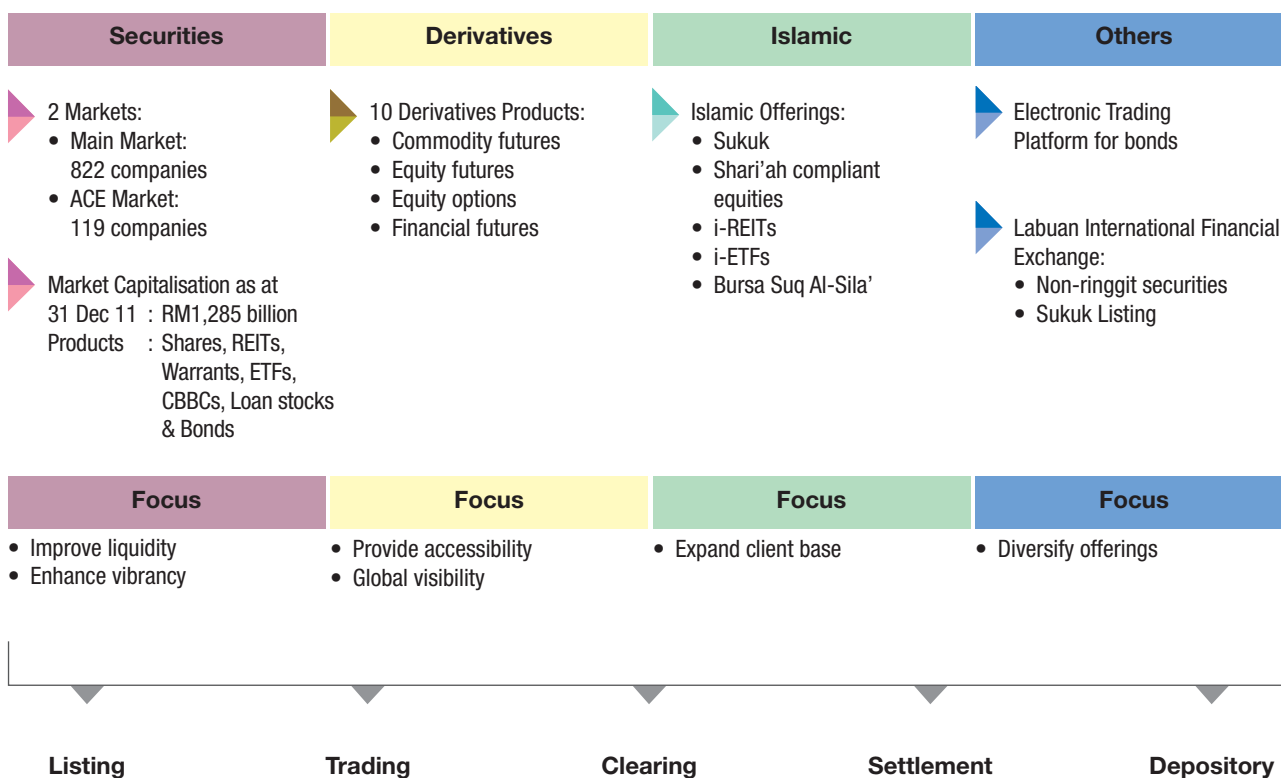 Securities
Derivatives
Islamic
Others
2 Markets:
• Main Market:
822 companies
• ACE Market:
119 companies
Market Capitalisation as at
31 Dec 11 : RM1,285 billion
Products : Shares, REITs,
Warrants, ETFs,
CBBCs, Loan stocks
& Bonds
10 Derivatives Products:
• Commodity futures
• Equity futures
• Equity options
• Financial futures
Islamic Offerings:
• Sukuk
• Shari’ah compliant
equities
• i-REITs
• i-ETFs
• Bursa Suq Al-Sila’
Electronic Trading
Platform for bonds
Labuan International Financial
Exchange:
• Non-ringgit securities
• Sukuk Listing
Focus
Focus
Focus
Focus
• Improve liquidity
• Enhance vibrancy
• Provide accessibility
• Global visibility
• Expand client base
• Diversify offerings
Listing
Trading
Clearing
Settlement
Depository